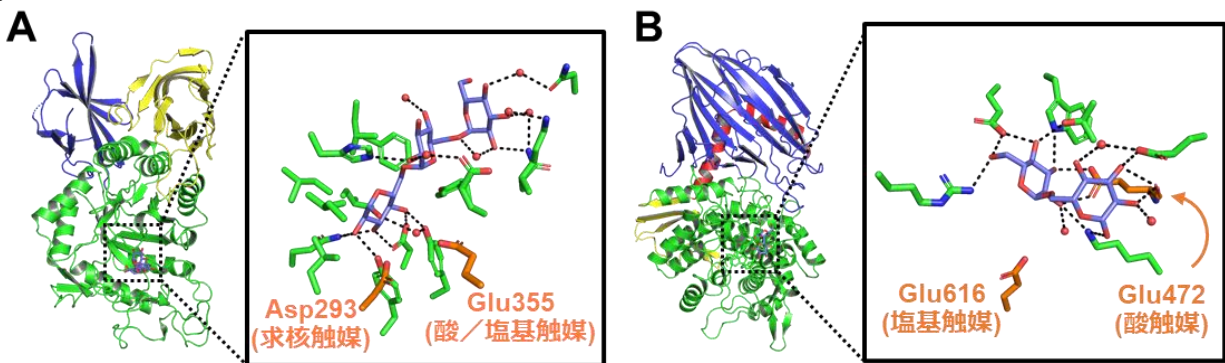 A
B
Asp293
(求核触媒)
Glu355
(酸／塩基触媒)
Glu616
(塩基触媒)
Glu472
(酸触媒)